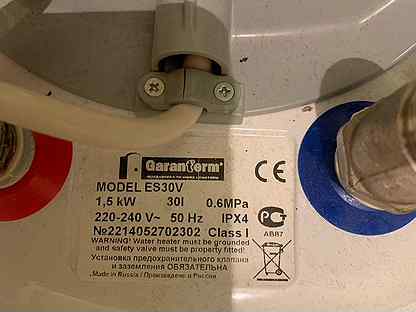 Garanterm®
MODEL ES30V
1,5 kW 30l 0.6MPa
220-240 V~ 50 Hz IPX4
№2214052702302 Class I
АВ87
WARNING! Water heater must be grounded
and safety valve must be properly fitted!
Установка предохранительного клапана
и заземления ОБЯЗАТЕЛЬНА
Made in Russia / Произведено в России
CE